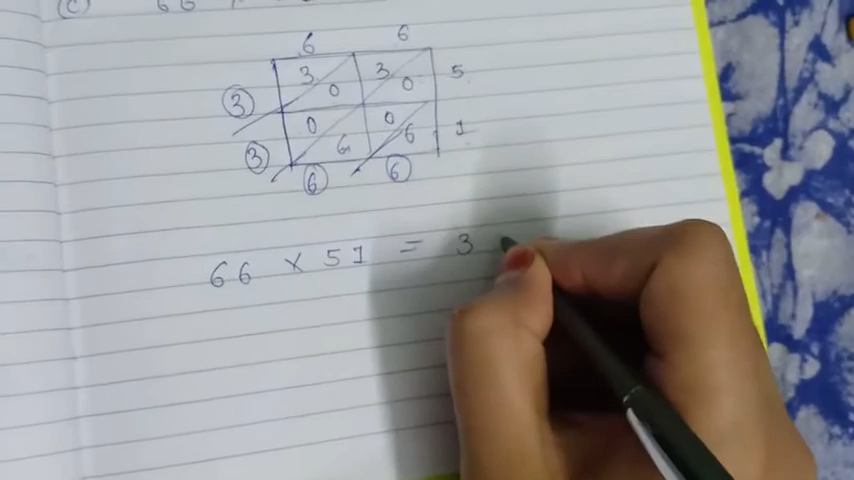 (c) 66
6 6
3 0 3 0 5
③
0 6 0 6 1
③
⑥ ⑥
66 × 51 = 3